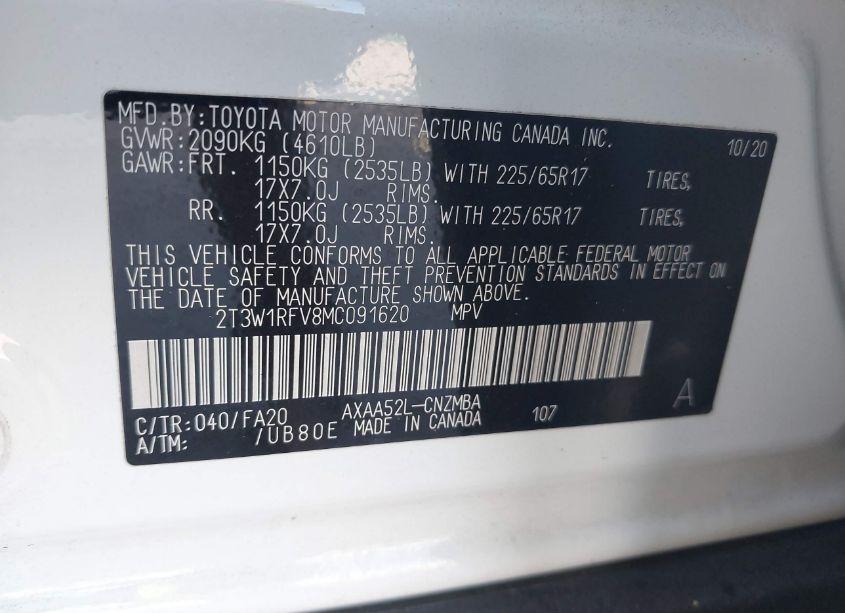 MFD.BY:TOYOTA MOTOR MANUFACTURING CANADA INC. 10/20
GVWR:2090KG (4610LB)
GAWR:FRT. 1150KG (2535LB) WITH 225/65R17 TIRES,
17X7.0J RIMS.
RR. 1150KG (2535LB) WITH 225/65R17 TIRES,
17X7.0J RIMS.
THIS VEHICLE CONFORMS TO ALL APPLICABLE FEDERAL MOTOR
VEHICLE SAFETY AND THEFT PREVENTION STANDARDS IN EFFECT ON
THE DATE OF MANUFACTURE SHOWN ABOVE.
2T3W1RFV8MC091620 MPV
C/TR:040/FA20 AXAA52L-CNZMBA 107 A
A/TM: /UB80E MADE IN CANADA